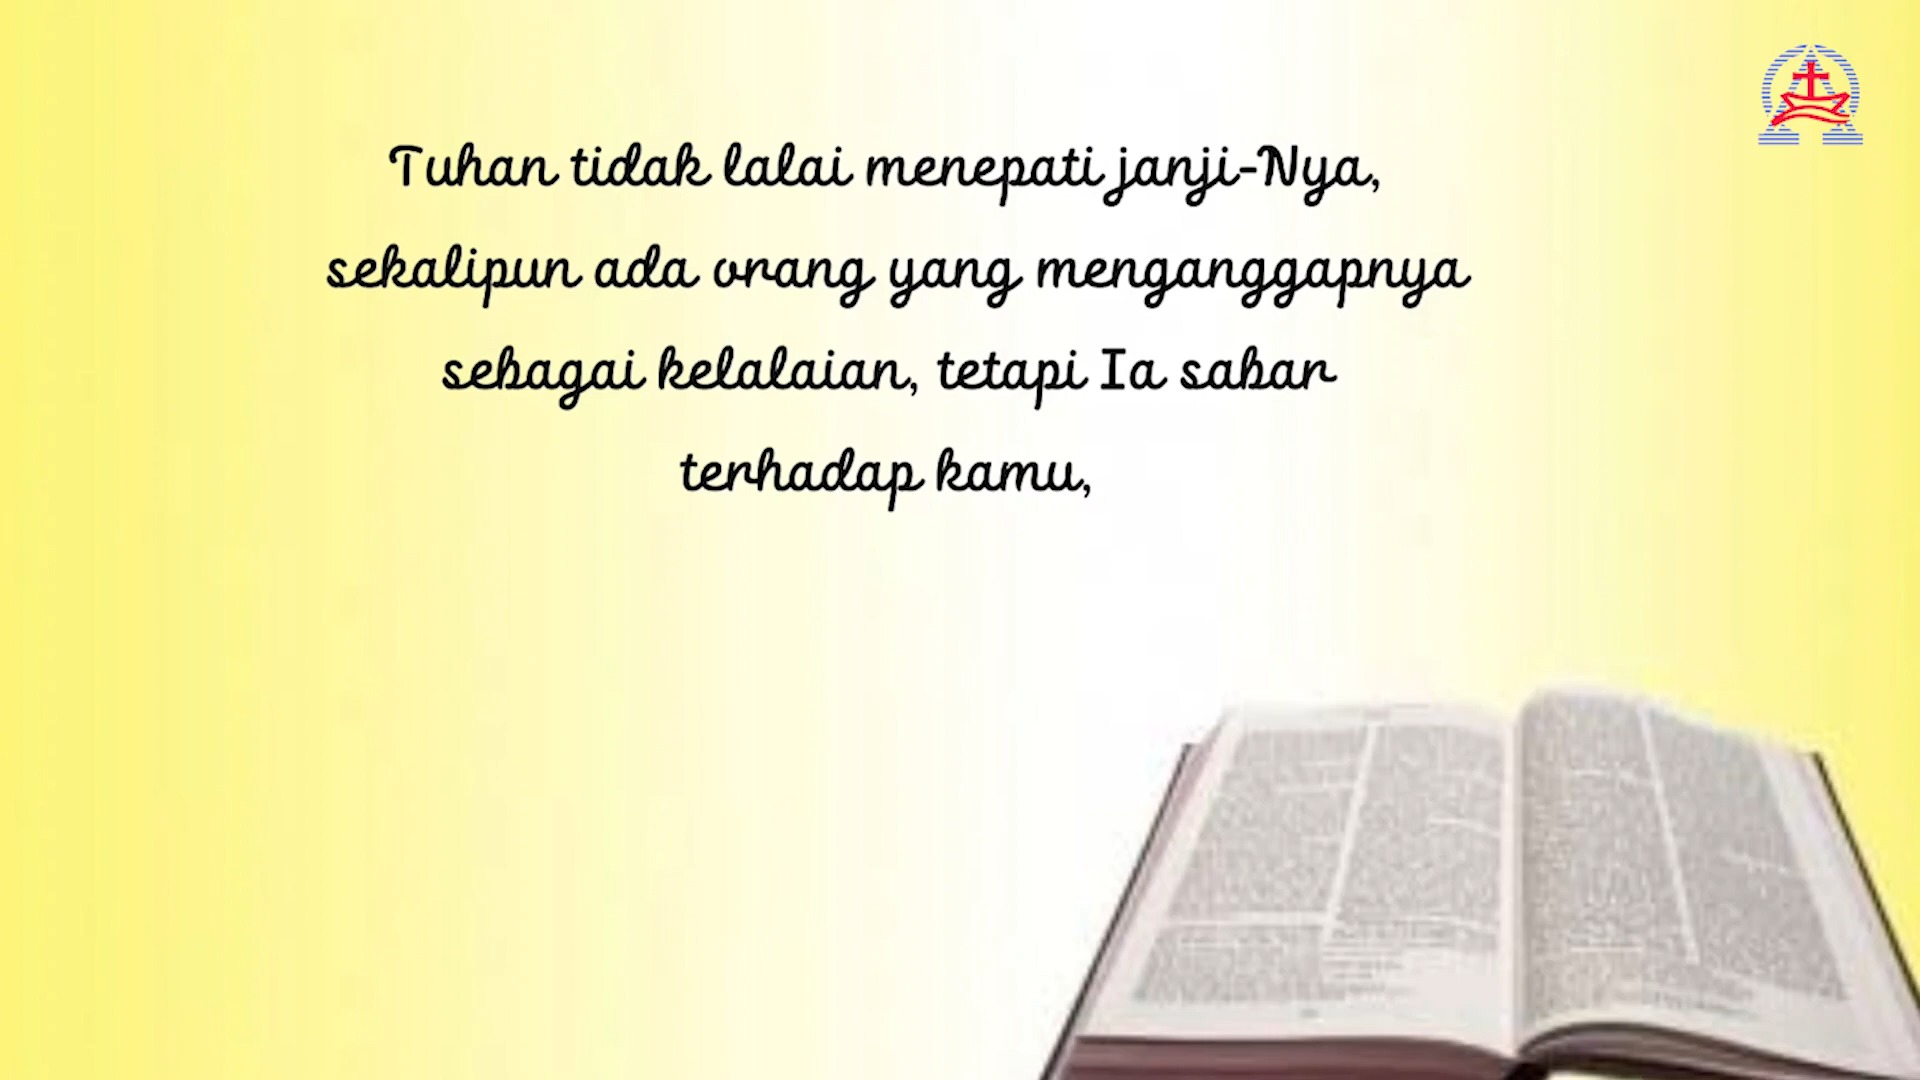 Tuhan tidak lalai menepati janji-Nya,
sekalipun ada orang yang menganggapnya
sebagai kelalaian, tetapi Ia sabar
terhadap kamu,